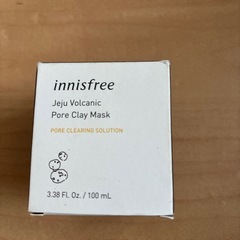 innisfree
Jeju Volcanic
Pore Clay Mask
PORE CLEARING SOLUTION
3.38 Fl. Oz. / 100 mL